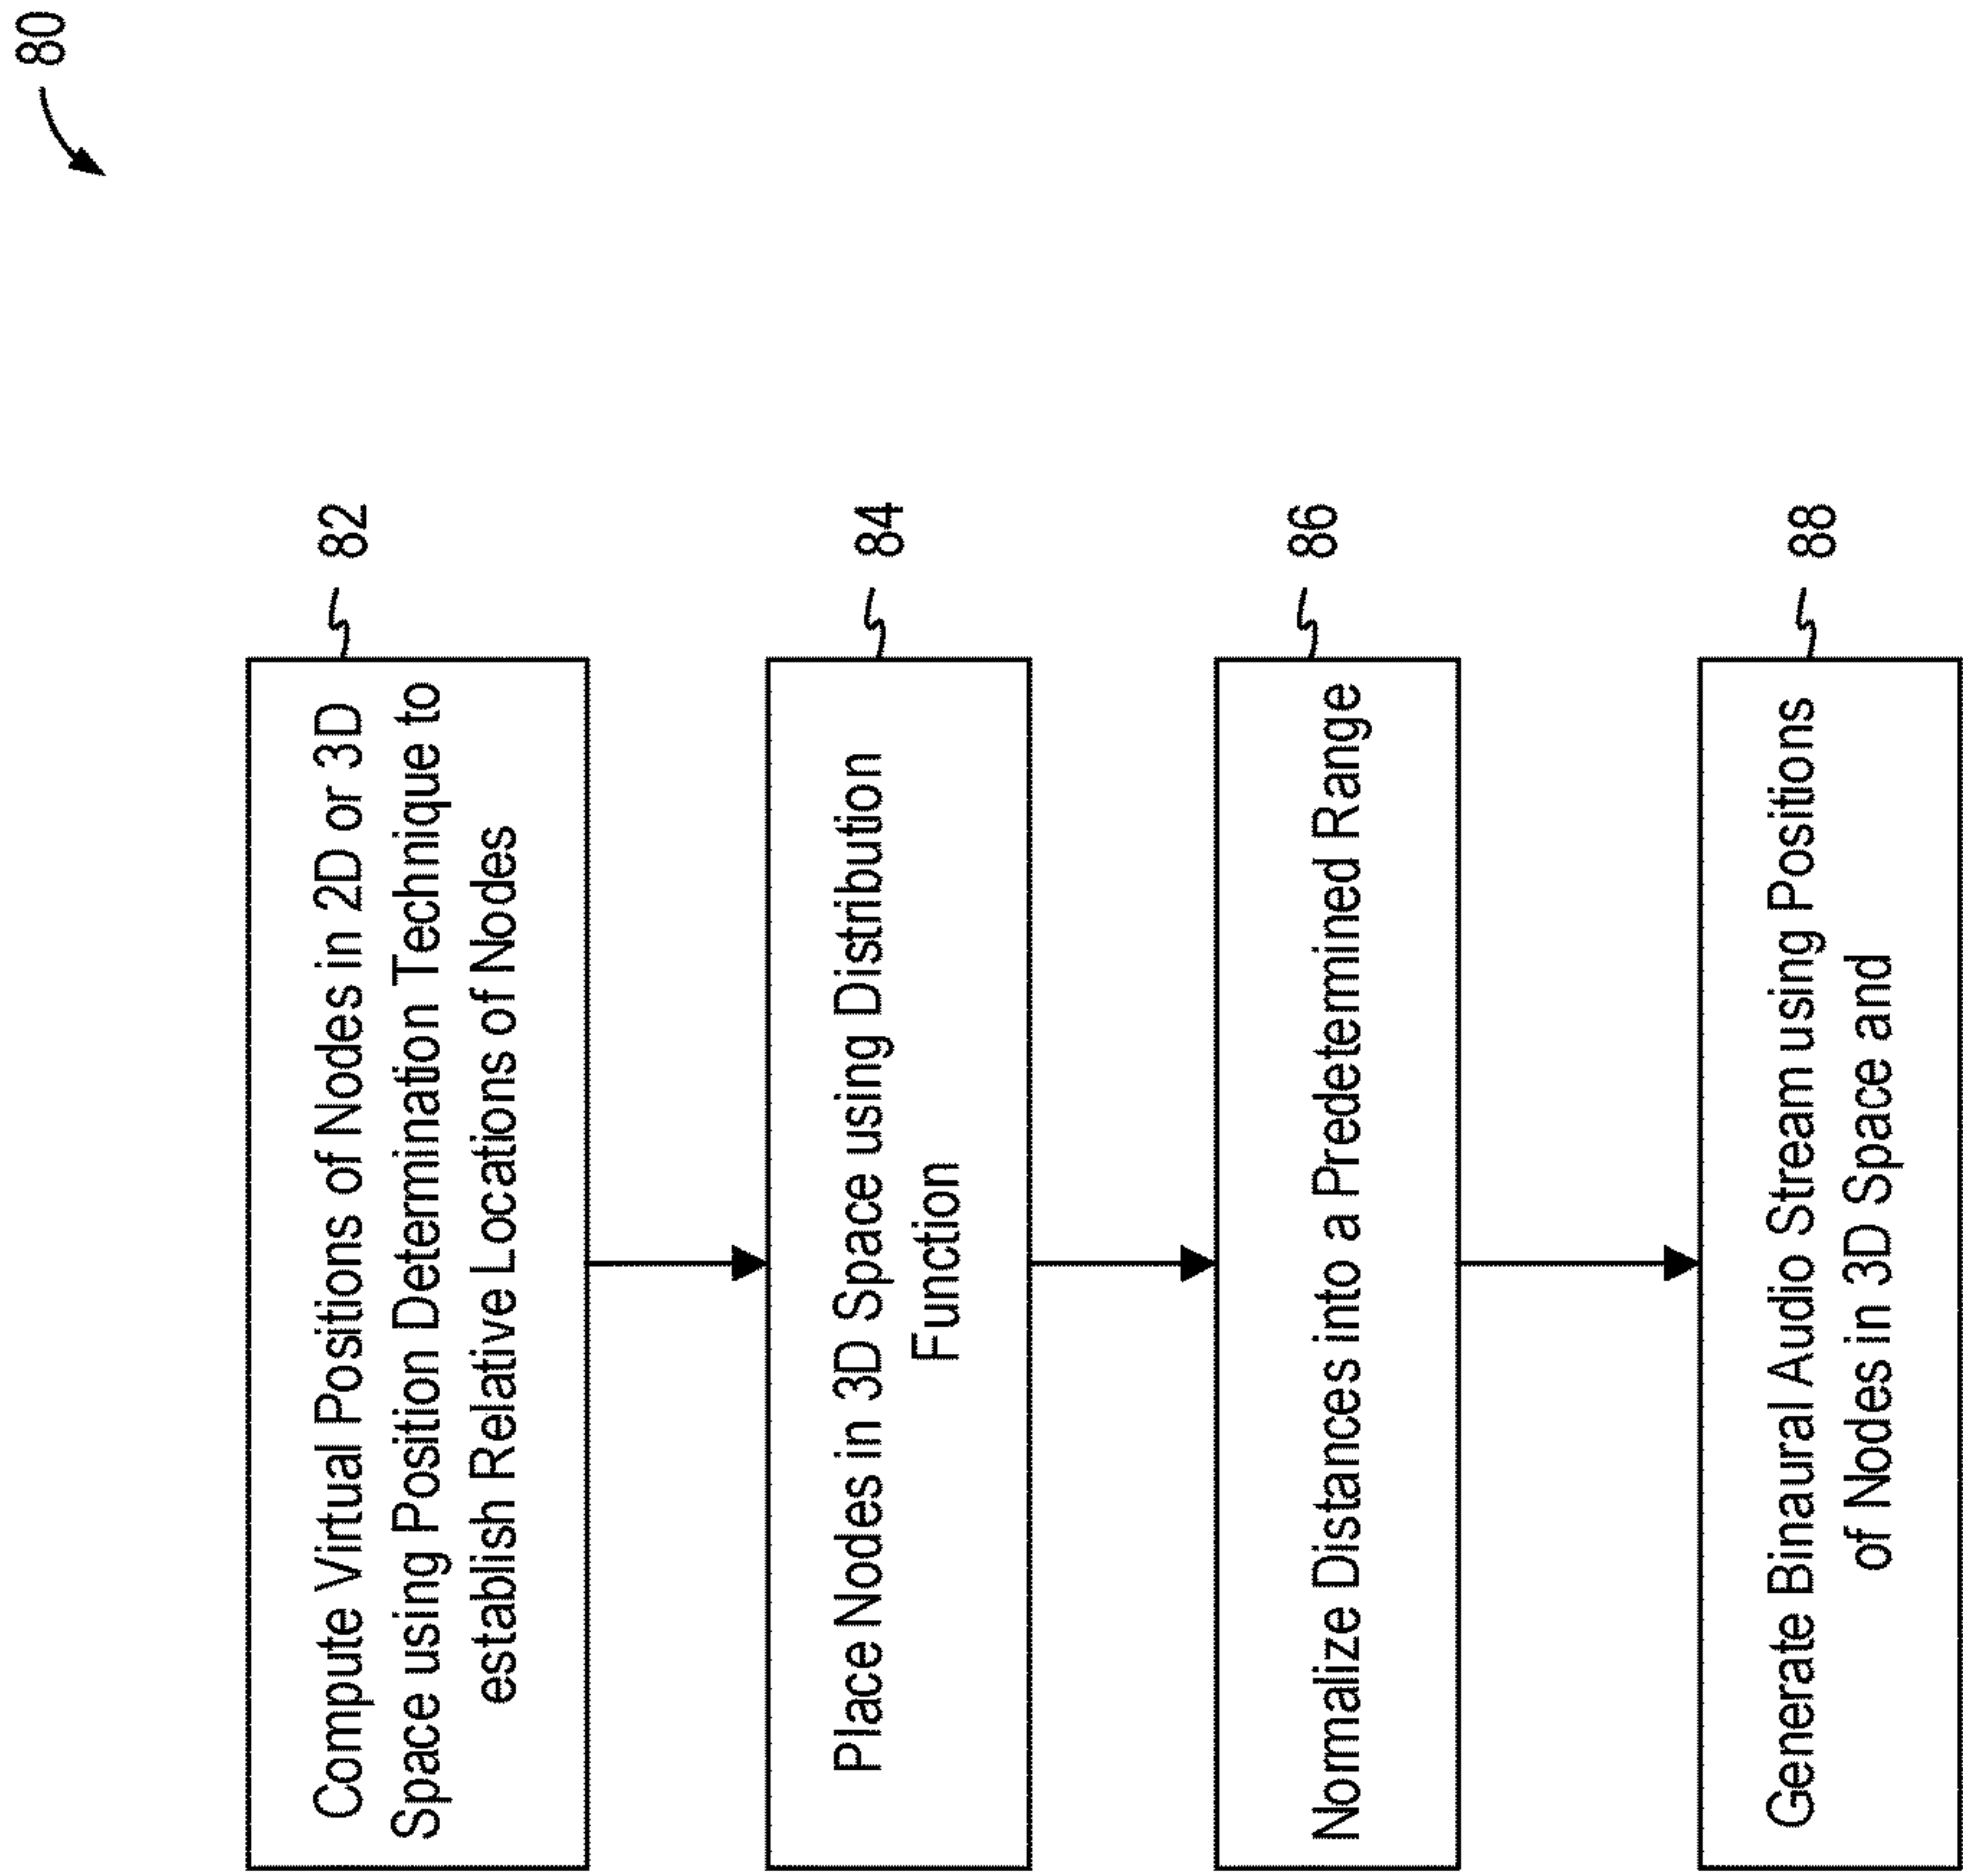 80
Compute Virtual Positions of Nodes in 2D or 3D
Space using Position Determination Technique to
establish Relative Locations of Nodes
82
Place Nodes in 3D Space using Distribution
Function
84
Normalize Distances into a Predetermined Range
86
Generate Binaural Audio Stream using Positions
of Nodes in 3D Space and
88